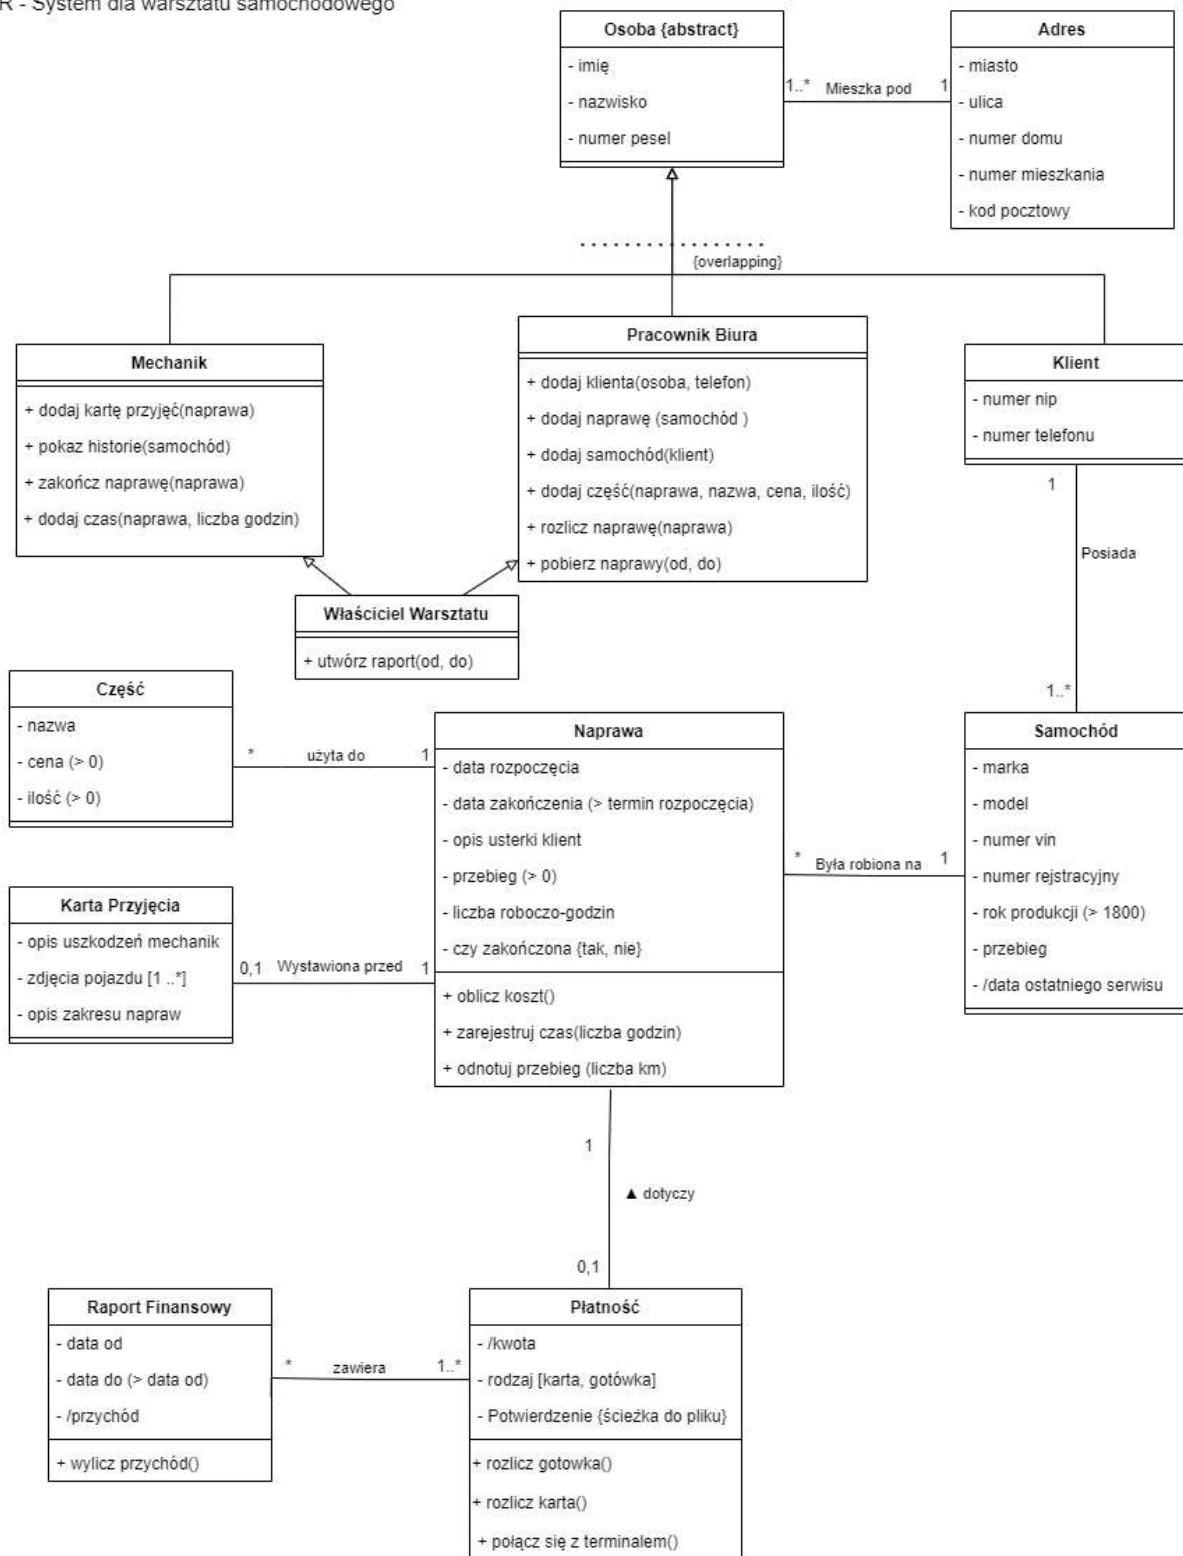 R - System dla warsztatu samochodowego
Osoba {abstract}
- imię
- nazwisko
- numer pesel
1..* Mieszka pod 1
Adres
- miasto
- ulica
- numer domu
- numer mieszkania
- kod pocztowy
{overlapping}
Mechanik
+ dodaj kartę przyjęć(naprawa)
+ pokaz historie(samochód)
+ zakończ naprawę(naprawa)
+ dodaj czas(naprawa, liczba godzin)
Pracownik Biura
+ dodaj klienta(osoba, telefon)
+ dodaj naprawę (samochód )
+ dodaj samochód(klient)
+ dodaj część(naprawa, nazwa, cena, ilość)
+ rozlicz naprawę(naprawa)
+ pobierz naprawy(od, do)
Klient
- numer nip
- numer telefonu
1
Posiada
1..*
Właściciel Warsztatu
+ utwórz raport(od, do)
Część
- nazwa
- cena (> 0)
- ilość (> 0)
* użyta do 1
Naprawa
- data rozpoczęcia
- data zakończenia (> termin rozpoczęcia)
- opis usterki klient
- przebieg (> 0)
- liczba roboczo-godzin
- czy zakończona {tak, nie}
+ oblicz koszt()
+ zarejestruj czas(liczba godzin)
+ odnotuj przebieg (liczba km)
* Była robiona na 1
Samochód
- marka
- model
- numer vin
- numer rejstracyjny
- rok produkcji (> 1800)
- przebieg
- /data ostatniego serwisu
Karta Przyjęcia
- opis uszkodzeń mechanik
- zdjęcia pojazdu [1 ..*]
- opis zakresu napraw
0,1 Wystawiona przed 1
1
▲ dotyczy
0,1
Raport Finansowy
- data od
- data do (> data od)
- /przychód
+ wylicz przychód()
* zawiera 1..*
Płatność
- /kwota
- rodzaj [karta, gotówka]
- Potwierdzenie {ścieżka do pliku}
+ rozlicz gotowka()
+ rozlicz karta()
+ połącz się z terminalem()